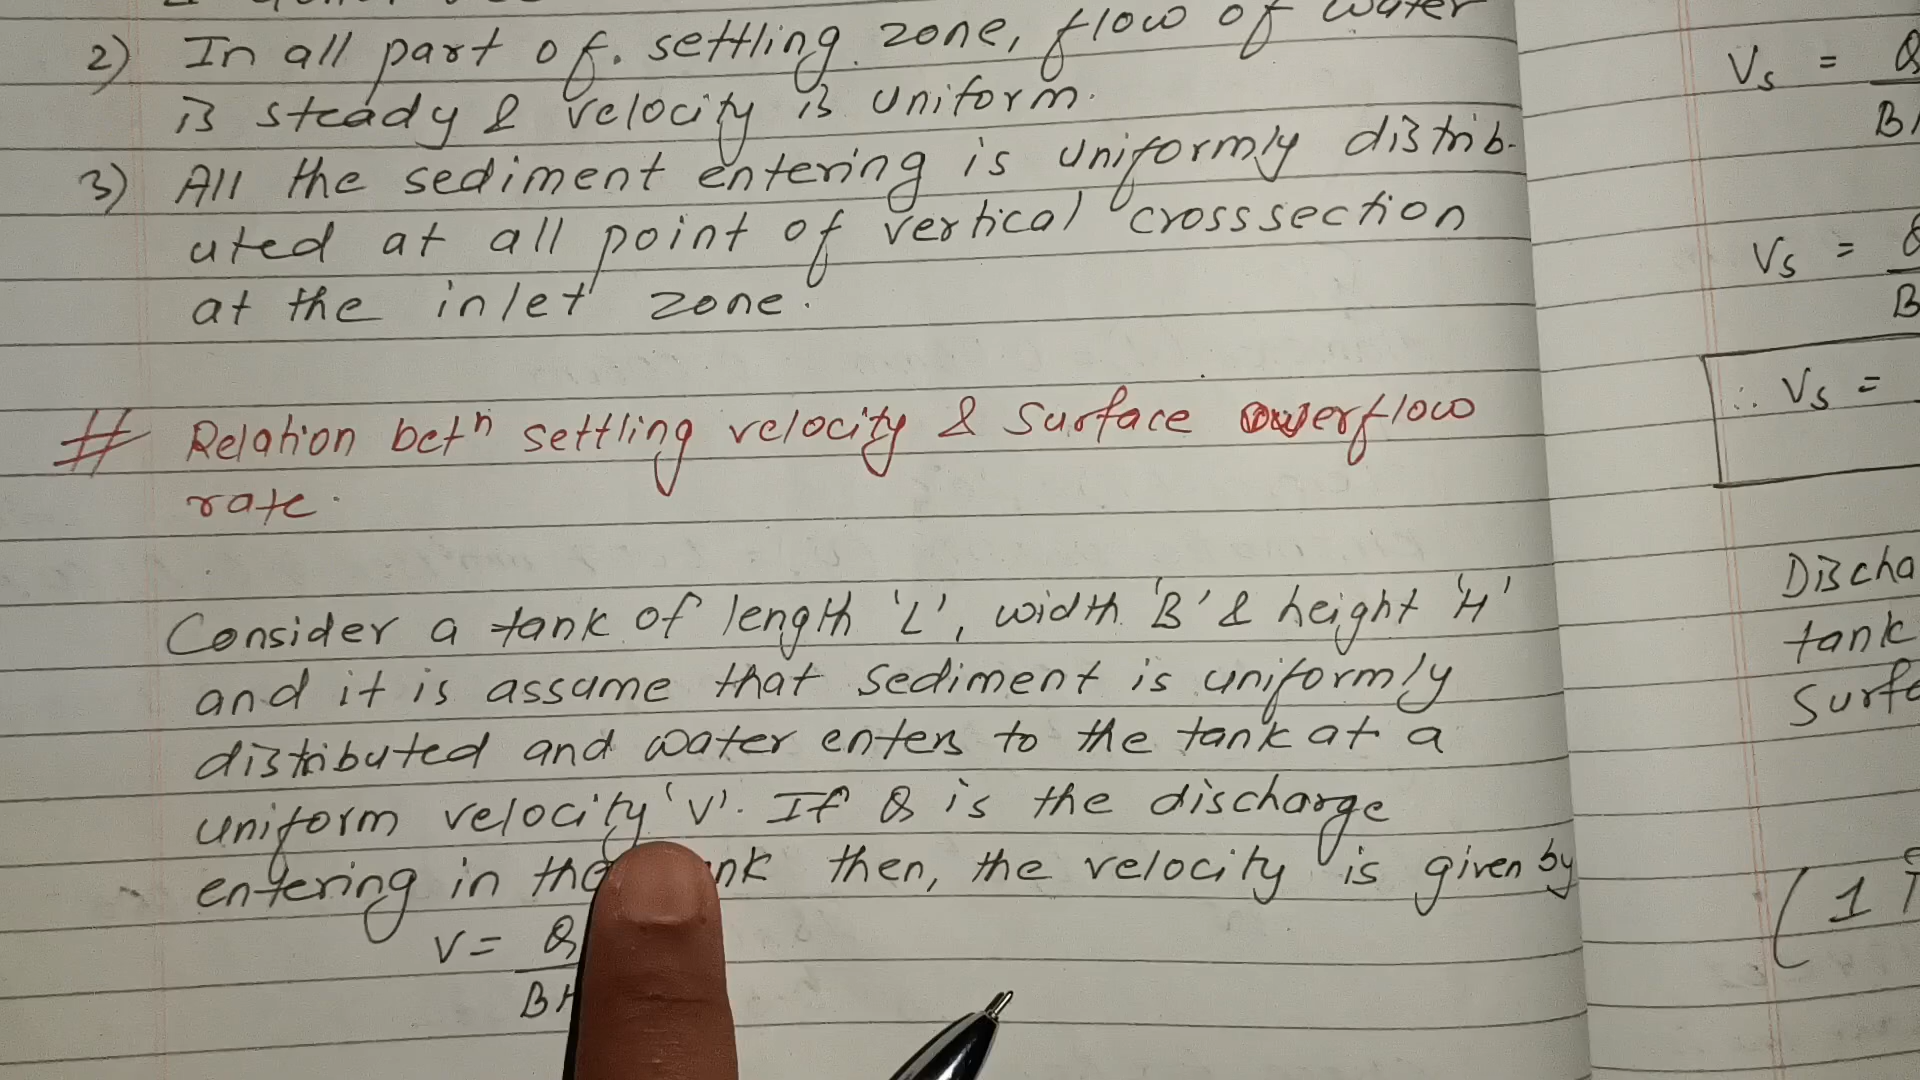 2) In all part of. settling zone, flow of water
is steady & velocity is uniform.
3) All the sediment entering is uniformly distrib-
uted at all point of vertical crosssection
at the inlet zone.
# Relation betn settling velocity & Surface overflow
rate.
Consider a tank of length 'L', width 'B' & height 'H'
and it is assume that sediment is uniformly
distributed and water enters to the tank at a
uniform velocity 'V'. If Q is the discharge
entering in the then, the velocity is given by
V = Q
B
Vs = Q
B
Vs = Q
B
∴ Vs =
tank
(1